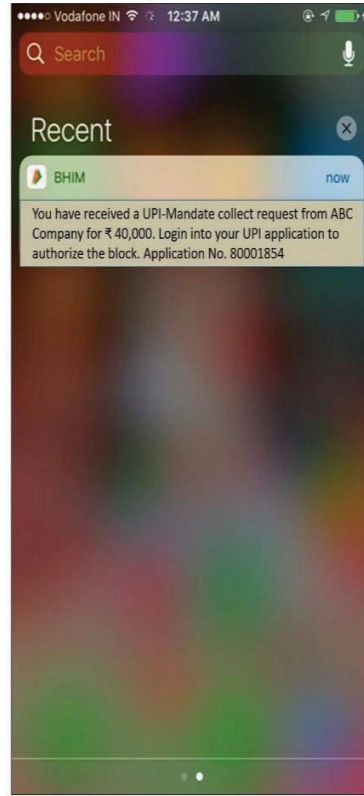 Vodafone IN 12:37 AM
Search
Recent
BHIM now
You have received a UPI-Mandate collect request from ABC
Company for ₹ 40,000. Login into your UPI application to
authorize the block. Application No. 80001854